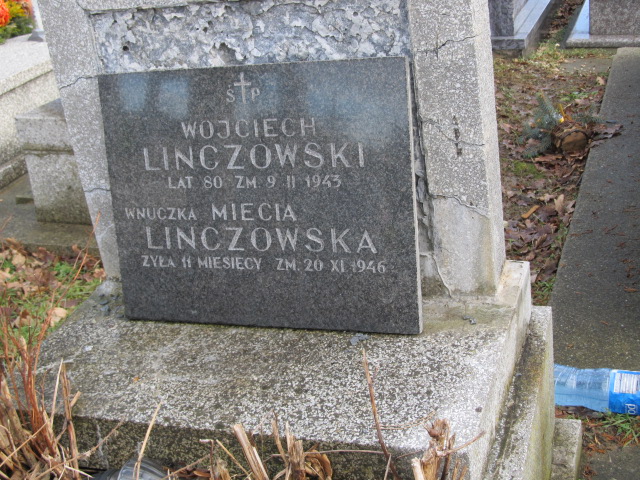 Ś P
WOJCIECH
LINCZOWSKI
LAT 80 ZM 9 II 1943
WNUCZKA MIECIA
LINCZOWSKA
ŻYŁA 11 MIESIĘCY ZM. 20 XI 1946